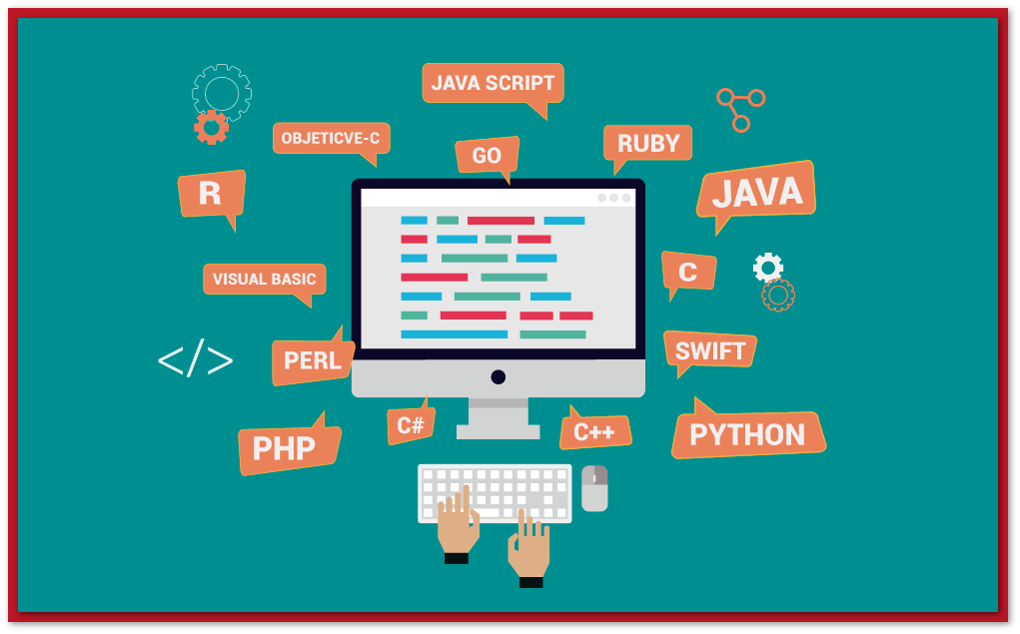 JAVA SCRIPT
OBJETICVE-C
GO
RUBY
R
JAVA
VISUAL BASIC
C
</>
PERL
SWIFT
PHP
C#
C++
PYTHON